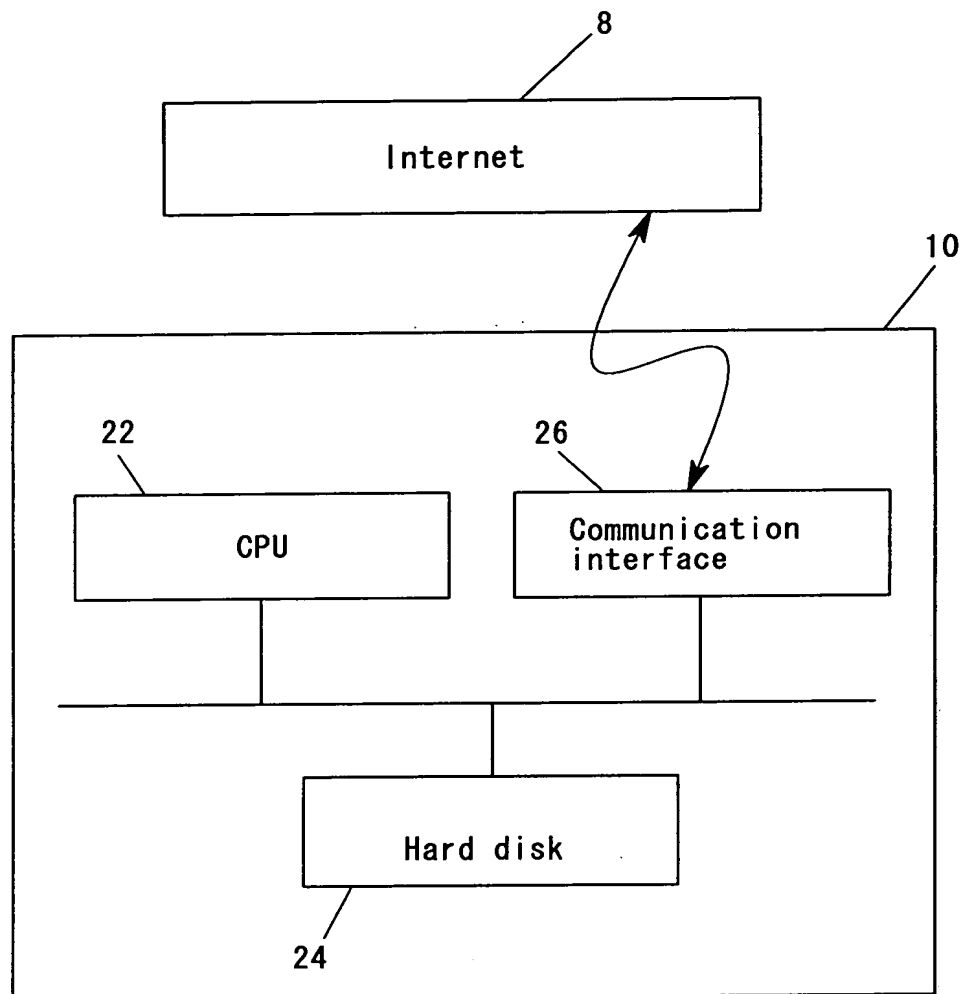 8
Internet
10
22
26
CPU
Communication
interface
Hard disk
24